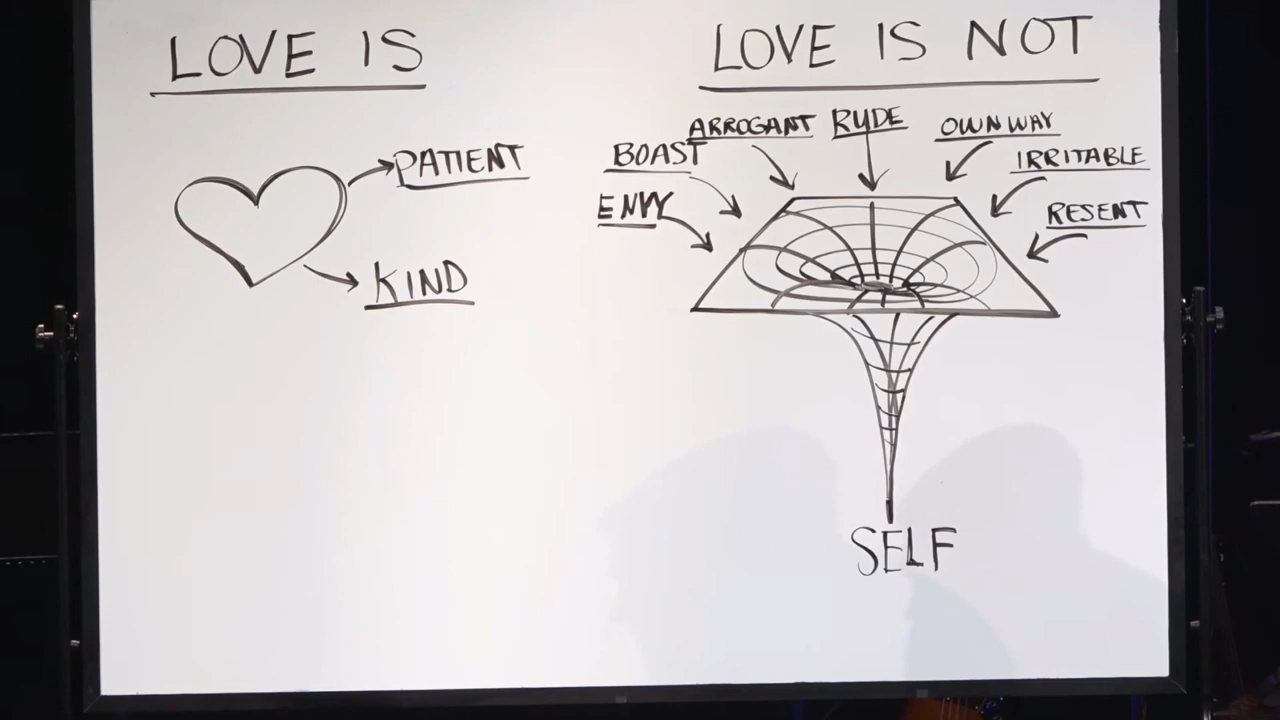 LOVE IS
PATIENT
KIND
LOVE IS NOT
ENVY
BOAST
ARROGANT
RUDE
OWN WAY
IRRITABLE
RESENT
SELF